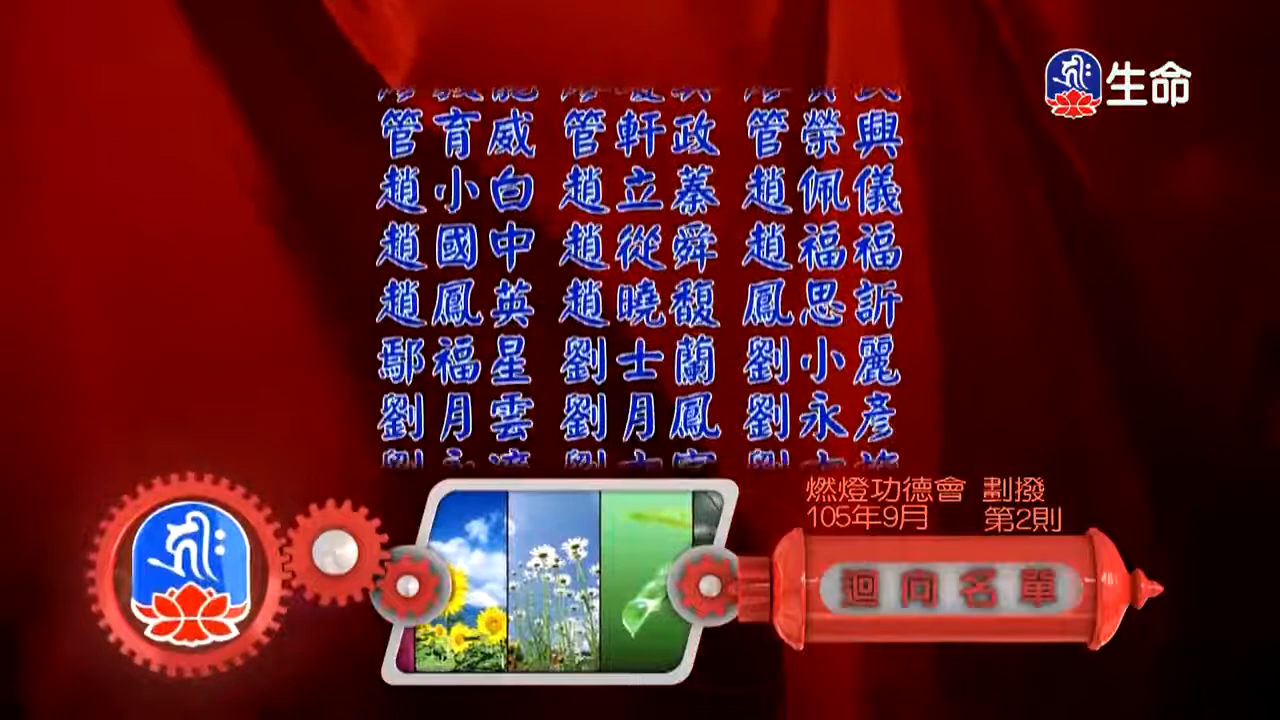 生命
管育威 管軒政 管榮興
趙小白 趙立蓁 趙佩儀
趙國中 趙從舜 趙福福
趙鳳英 趙曉馥 鳳思訢
鄢福星 劉士蘭 劉小麗
劉月雲 劉月鳳 劉永彥
燃燈功德會 劃撥
105年9月 第2則
迴向名單